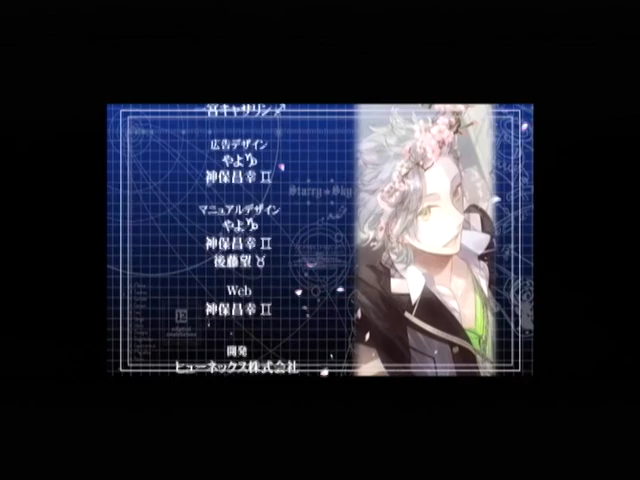 宮キャサリン♐
広告デザイン
やよ♑
神保昌幸 ♊
Starry☆Sky
マニュアルデザイン
やよ♑
神保昌幸 ♊
後藤望 ♉
Web
神保昌幸 ♊
開発
ヒューネックス株式会社